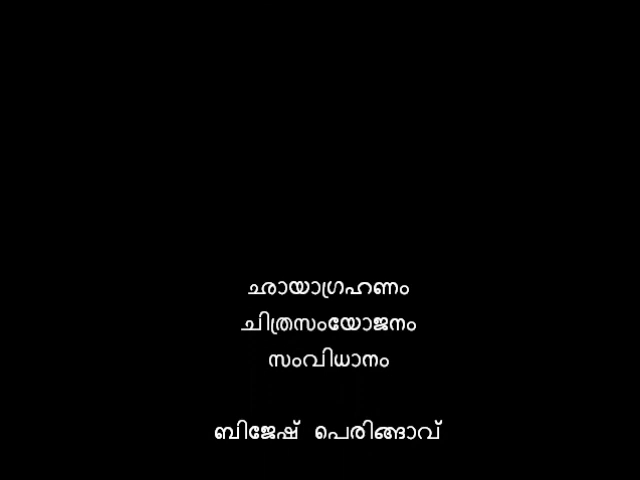 ഛായാഗ്രഹണം
ചിത്രസംയോജനം
സംവിധാനം
ബിജേഷ് പെരിങ്ങാവ്